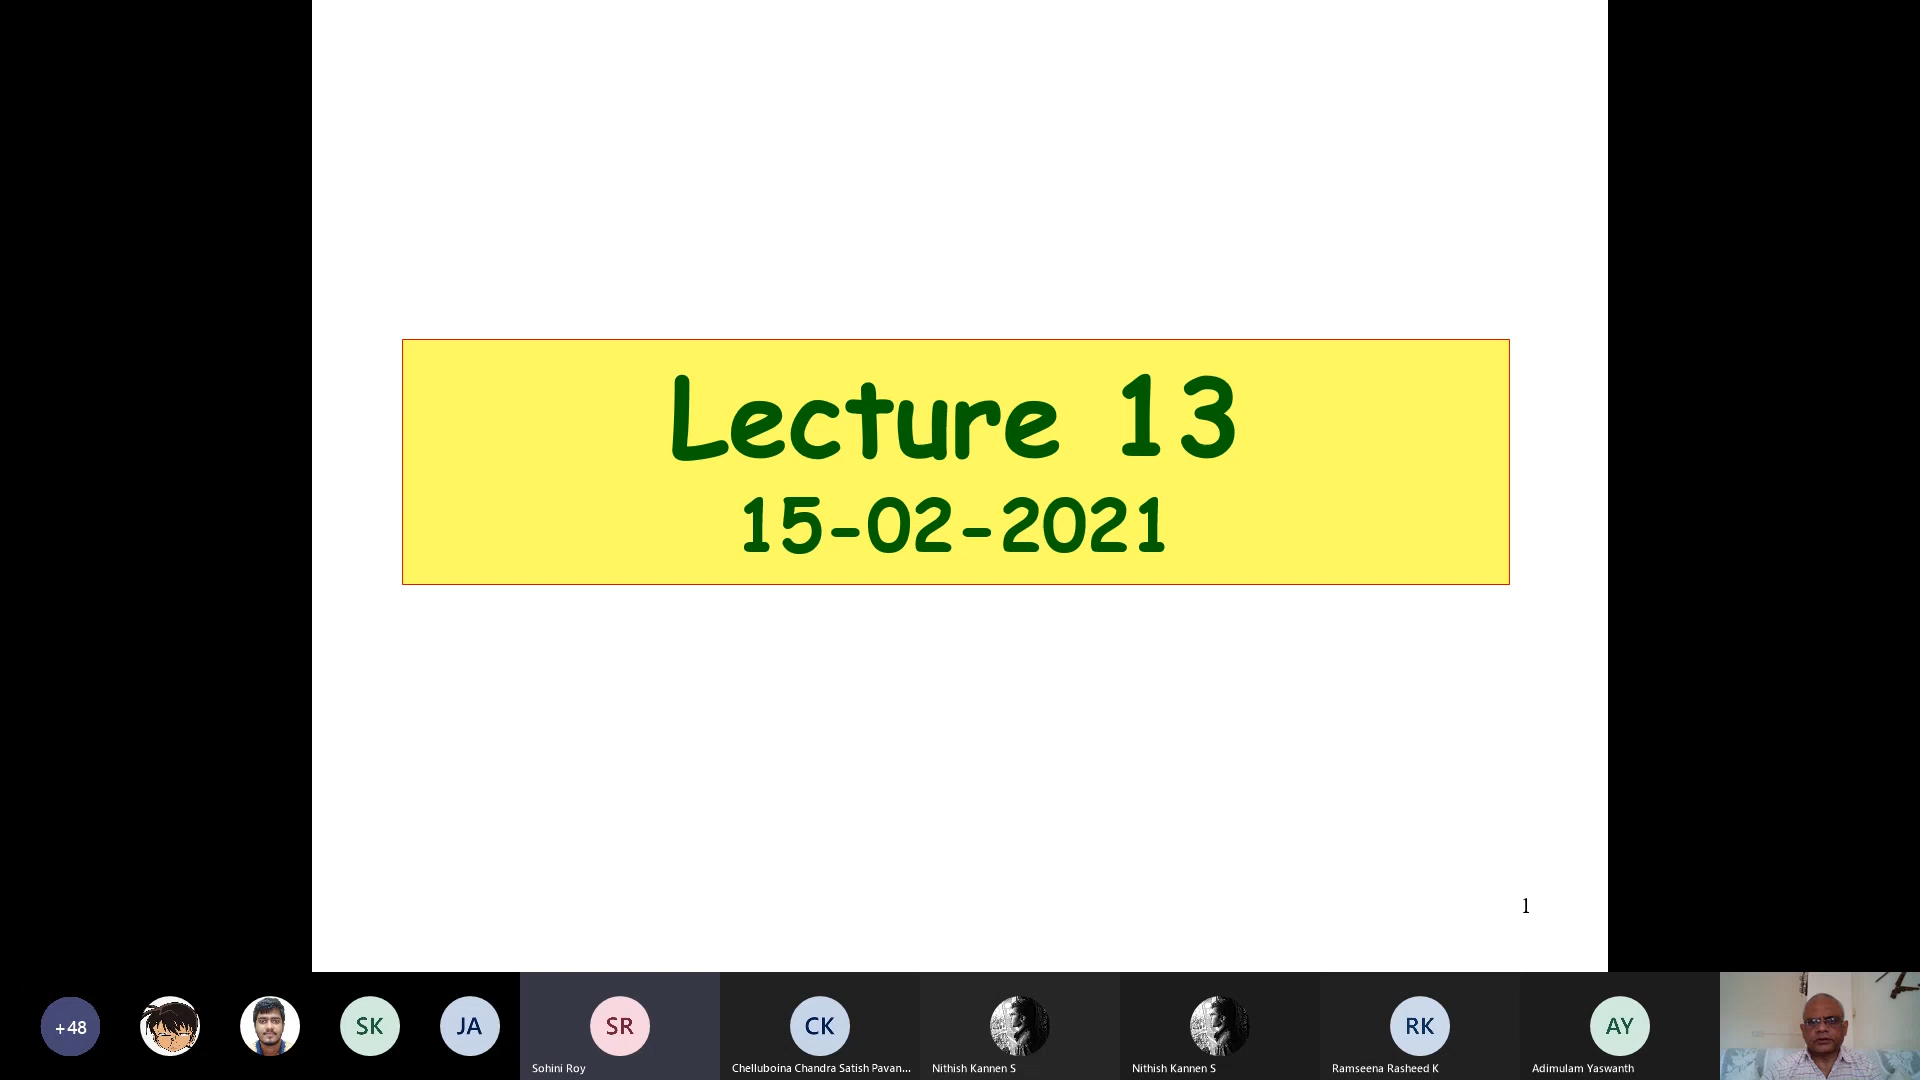 Lecture 13
15-02-2021
1
+48
SK
JA
SR
CK
RK
AY
Sohini Roy
Chelluboina Chandra Satish Pavan...
Nithish Kannen S
Nithish Kannen S
Ramseena Rasheed K
Adimulam Yaswanth